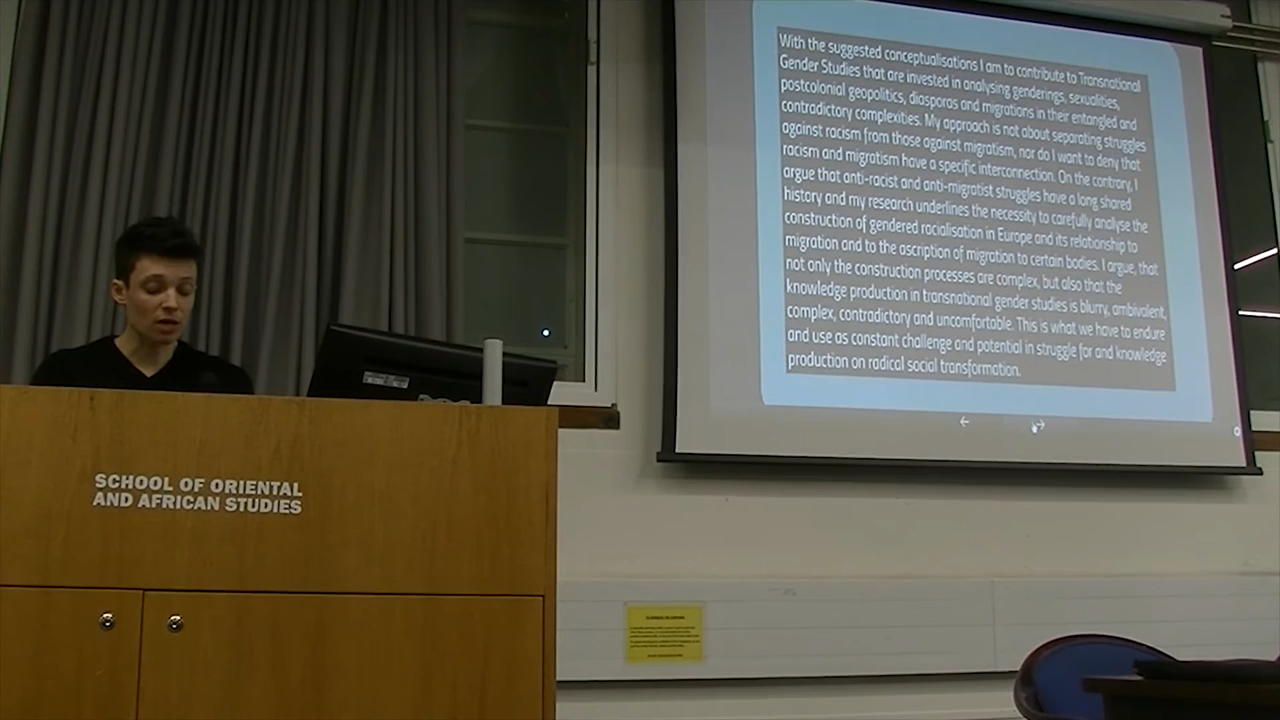 With the suggested conceptualisations I am to contribute to Transnational
Gender Studies that are invested in analysing genderings, sexualities,
postcolonial geopolitics, diasporas and migrations in their entangled and
contradictory complexities. My approach is not about separating struggles
against racism from those against migratism, nor do I want to deny that
racism and migratism have a specific interconnection. On the contrary, I
argue that anti-racist and anti-migratist struggles have a long shared
history and my research underlines the necessity to carefully analyse the
construction of gendered racialisation in Europe and its relationship to
migration and to the ascription of migration to certain bodies. I argue, that
not only the construction processes are complex, but also that the
knowledge production in transnational gender studies is blurry, ambivalent,
complex, contradictory and uncomfortable. This is what we have to endure
and use as constant challenge and potential in struggle for and knowledge
production on radical social transformation.
SCHOOL OF ORIENTAL
AND AFRICAN STUDIES